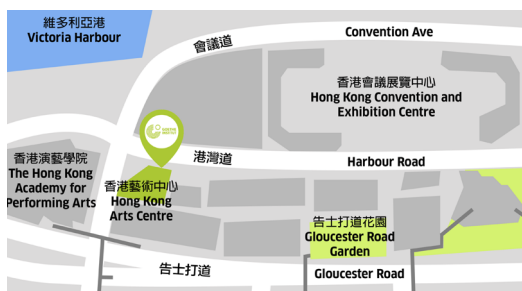 維多利亞港
Victoria Harbour
會議道
Convention Ave
香港會議展覽中心
Hong Kong Convention and
Exhibition Centre
GOETHE
INSTITUT
港灣道
Harbour Road
香港演藝學院
The Hong Kong
Academy for
Performing Arts
香港藝術中心
Hong Kong
Arts Centre
告士打道花園
Gloucester Road
Garden
告士打道
Gloucester Road